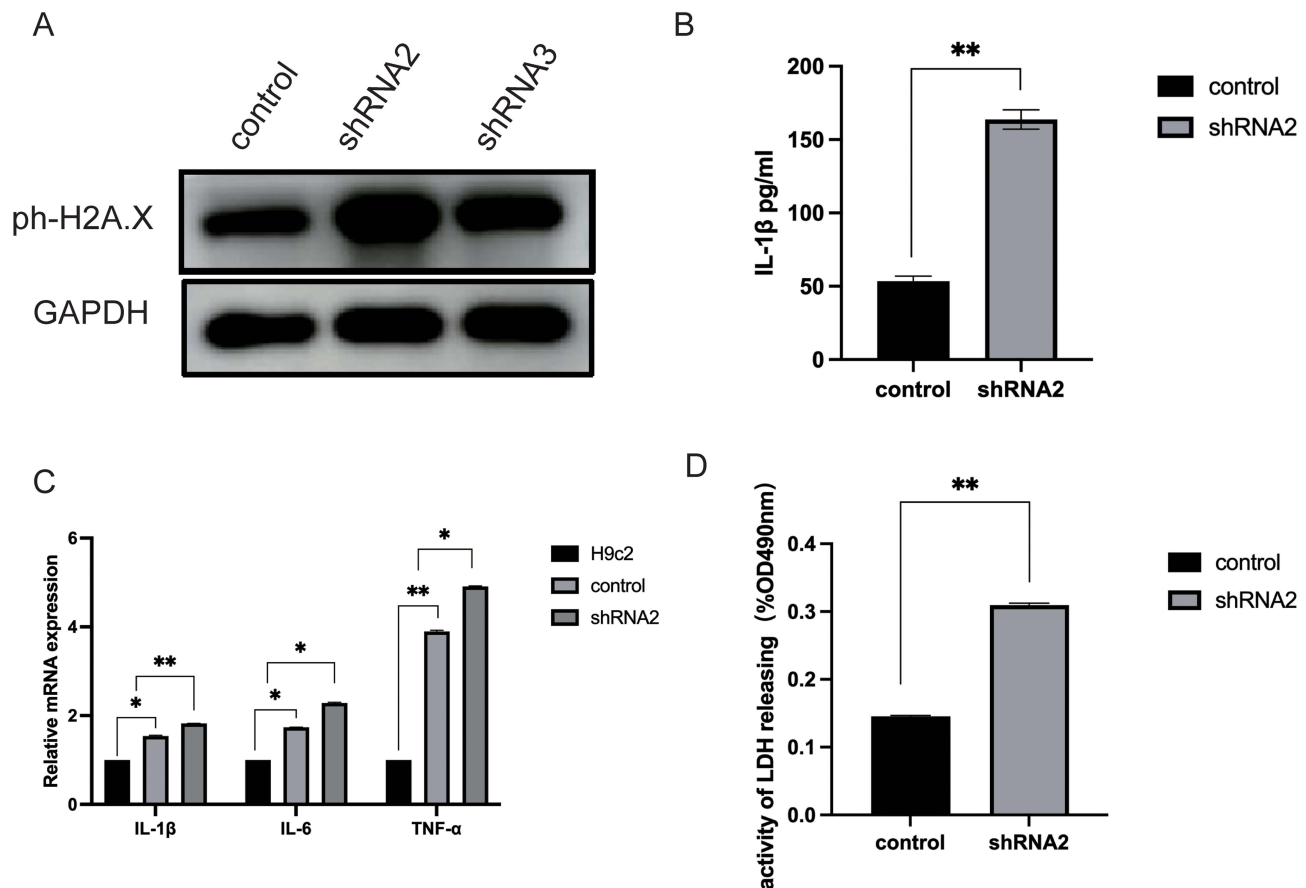 A
control
shRNA2
shRNA3
ph-H2A.X
GAPDH
B
**
200
150
100
50
0
IL-1β pg/ml
control
shRNA2
control
shRNA2
C
6
4
2
0
Relative mRNA expression
*
**
*
*
**
*
IL-1β
IL-6
TNF-α
H9c2
control
shRNA2
D
**
0.4
0.3
0.2
0.1
0.0
activity of LDH releasing (%OD490nm)
control
shRNA2
control
shRNA2